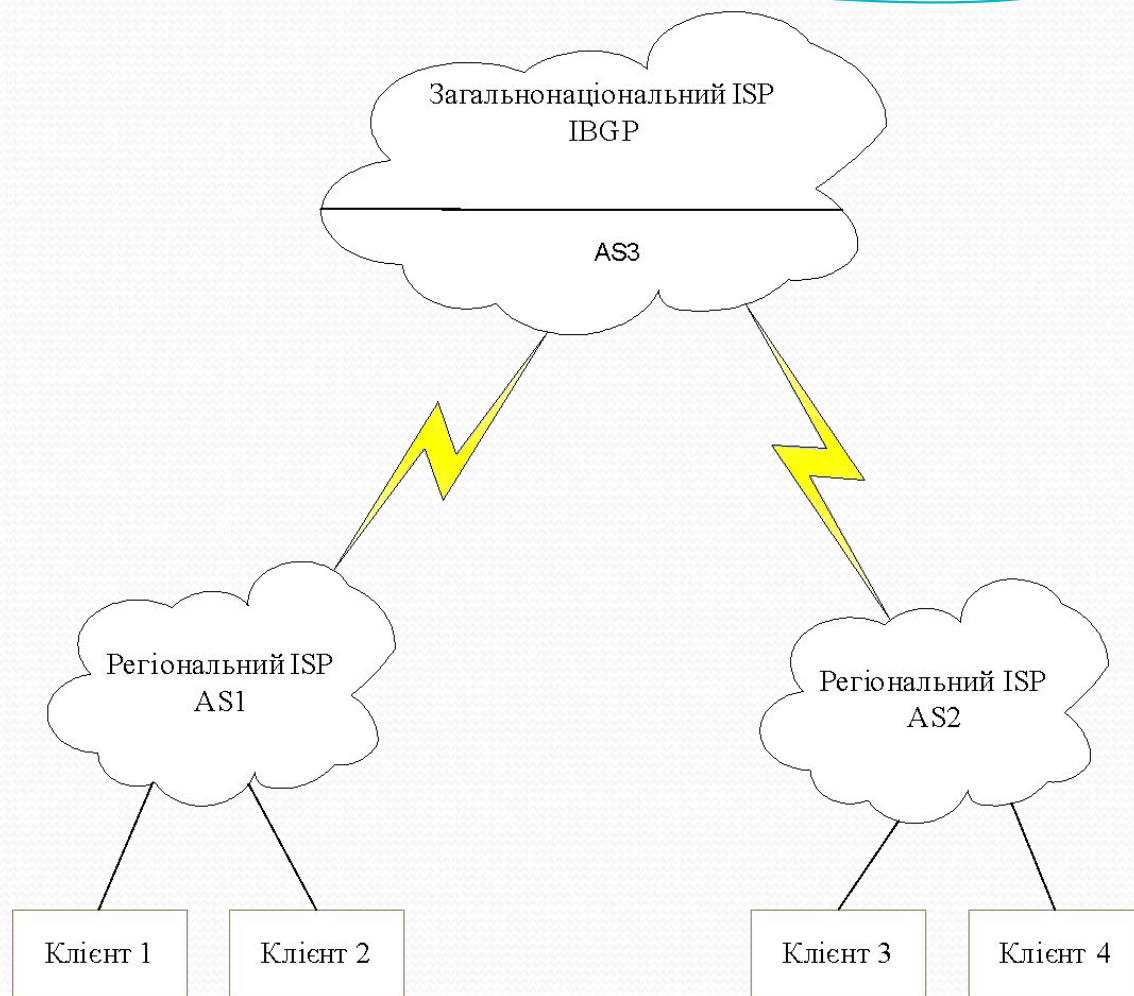 Загальнонаціональний ISP
IBGP
AS3
Регіональний ISP
AS1
Регіональний ISP
AS2
Клієнт 1
Клієнт 2
Клієнт 3
Клієнт 4